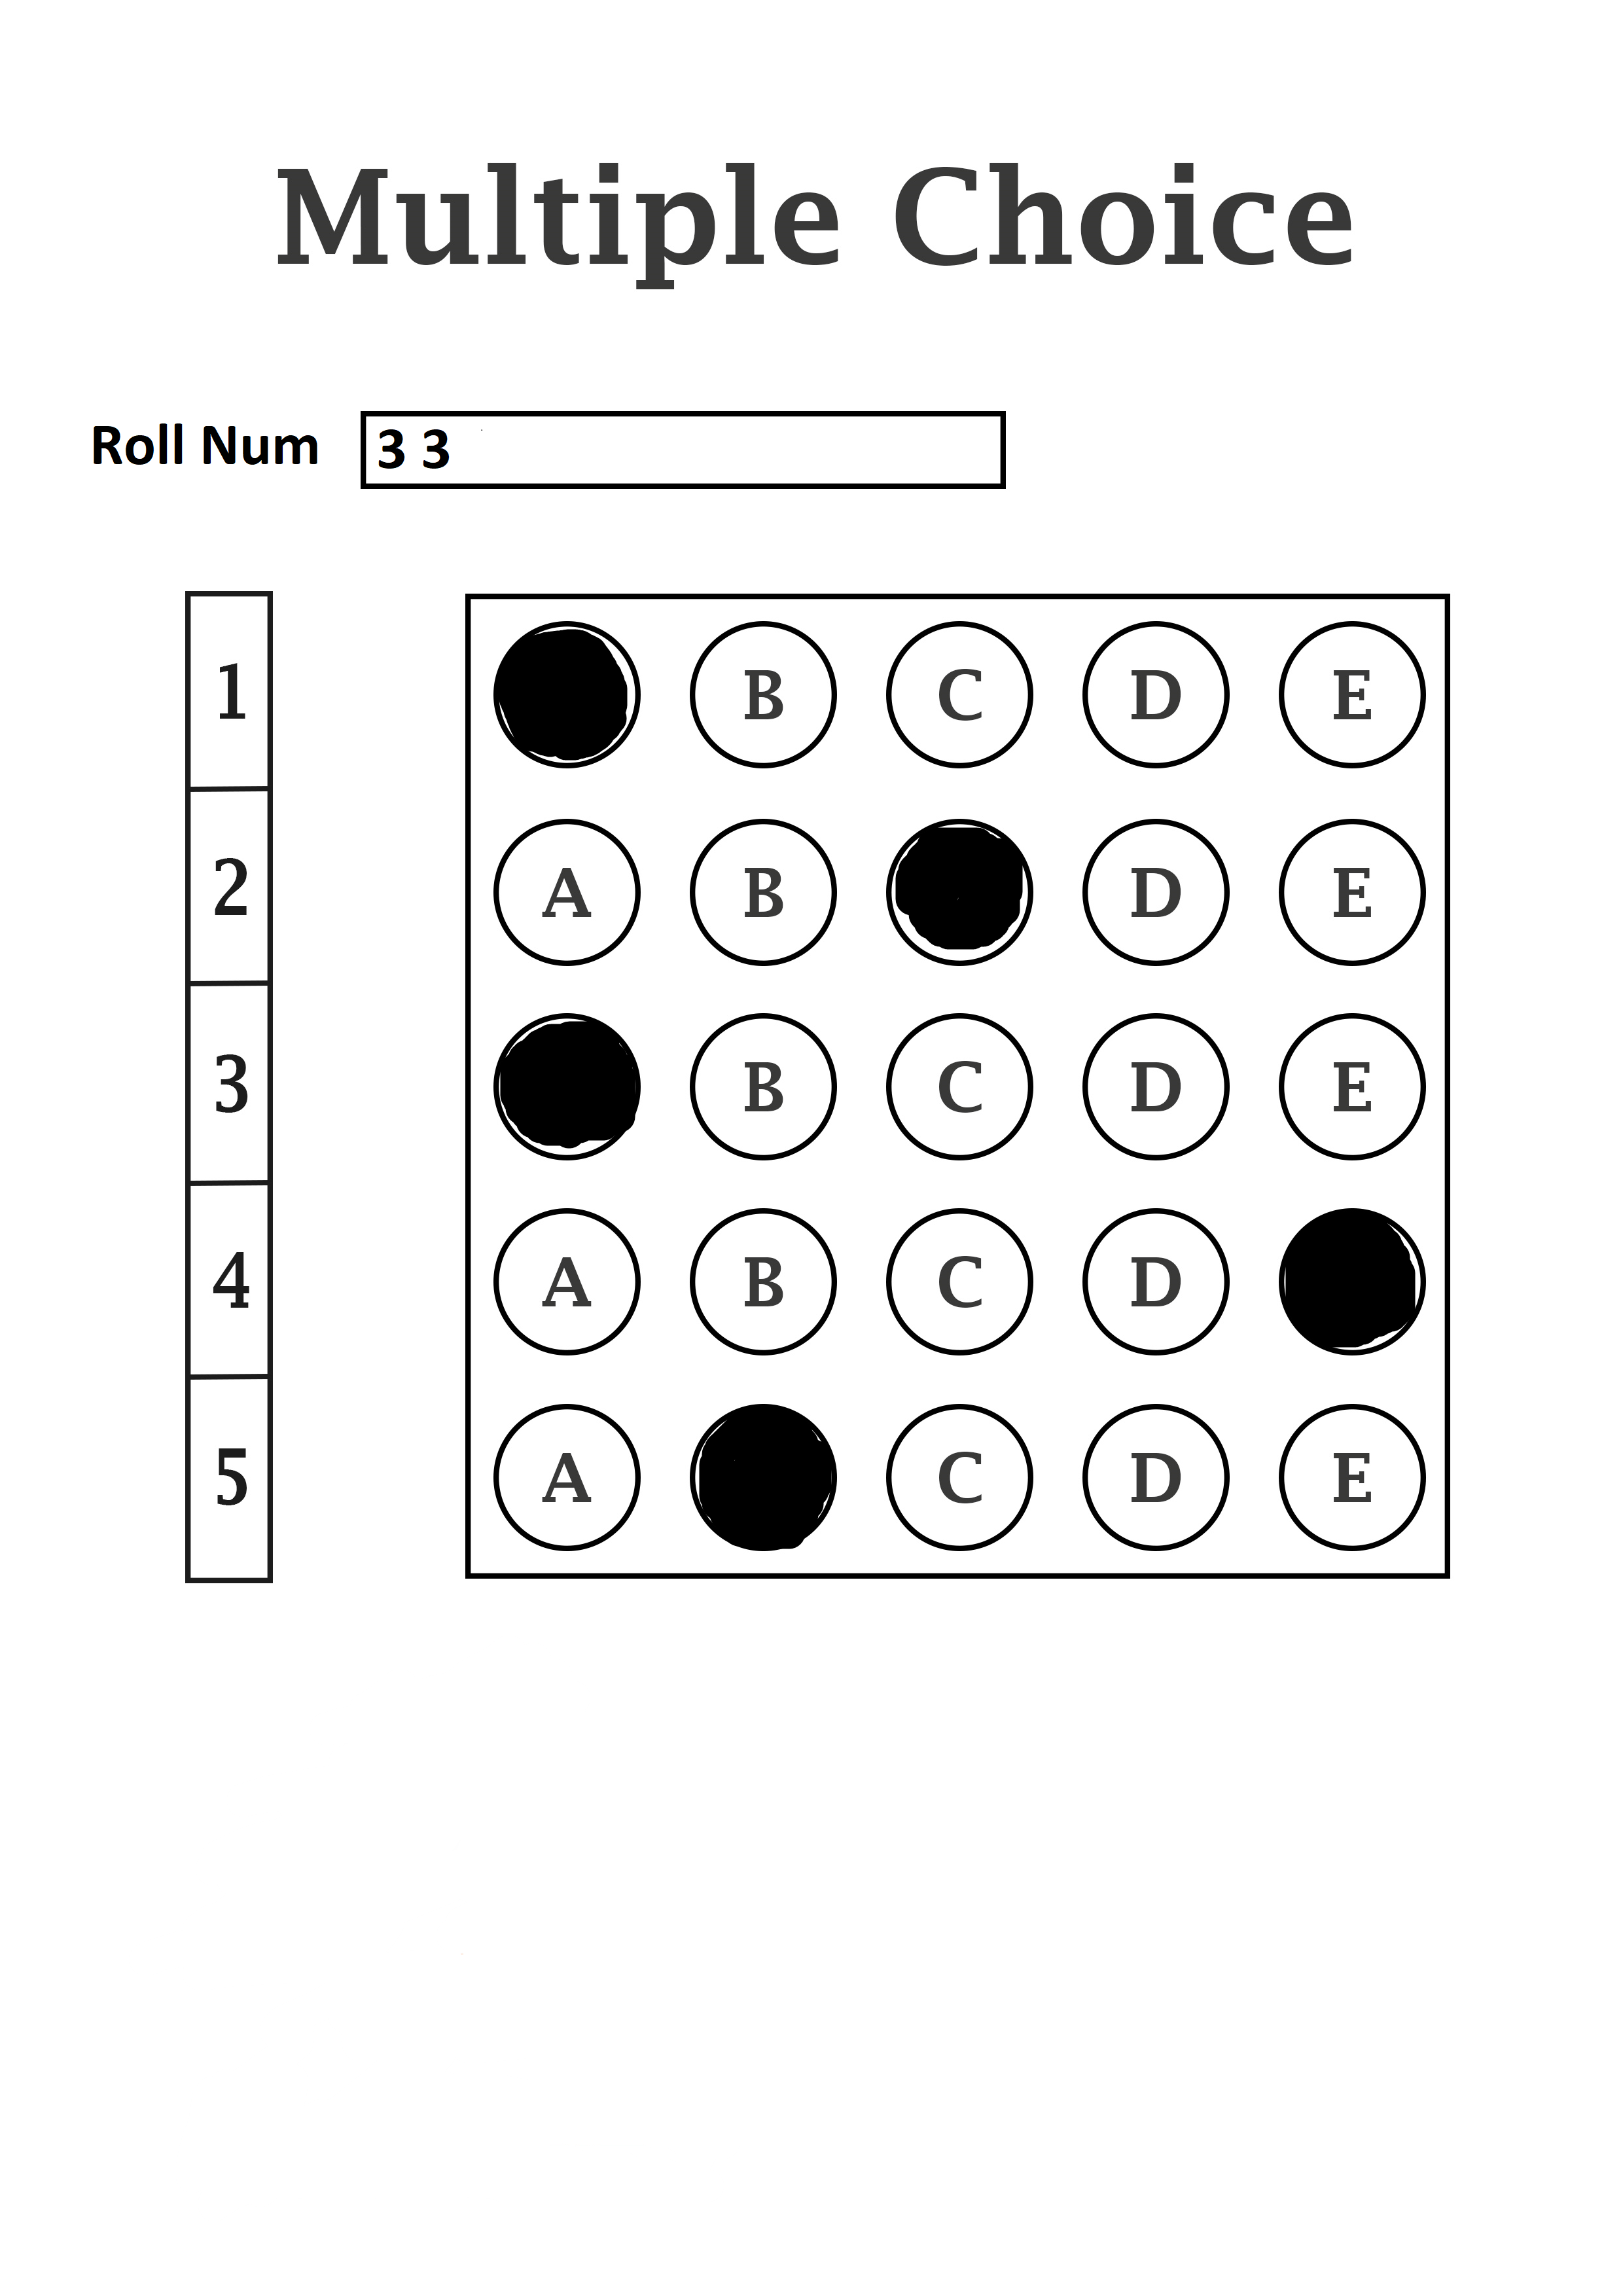 Multiple Choice
Roll Num 3 3
1 B C D E
2 A B D E
3 B C D E
4 A B C D
5 A C D E